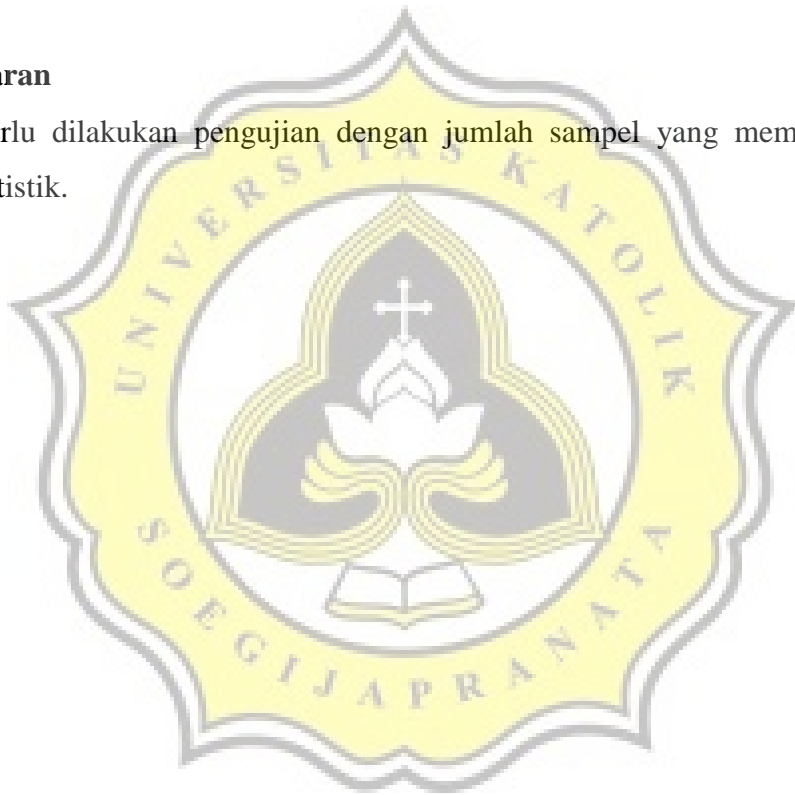 aran
rlu dilakukan pengujian dengan jumlah sampel yang mem
tistik.
UNIVERSITAS KATOLIK
SOEGIJAPRANATA